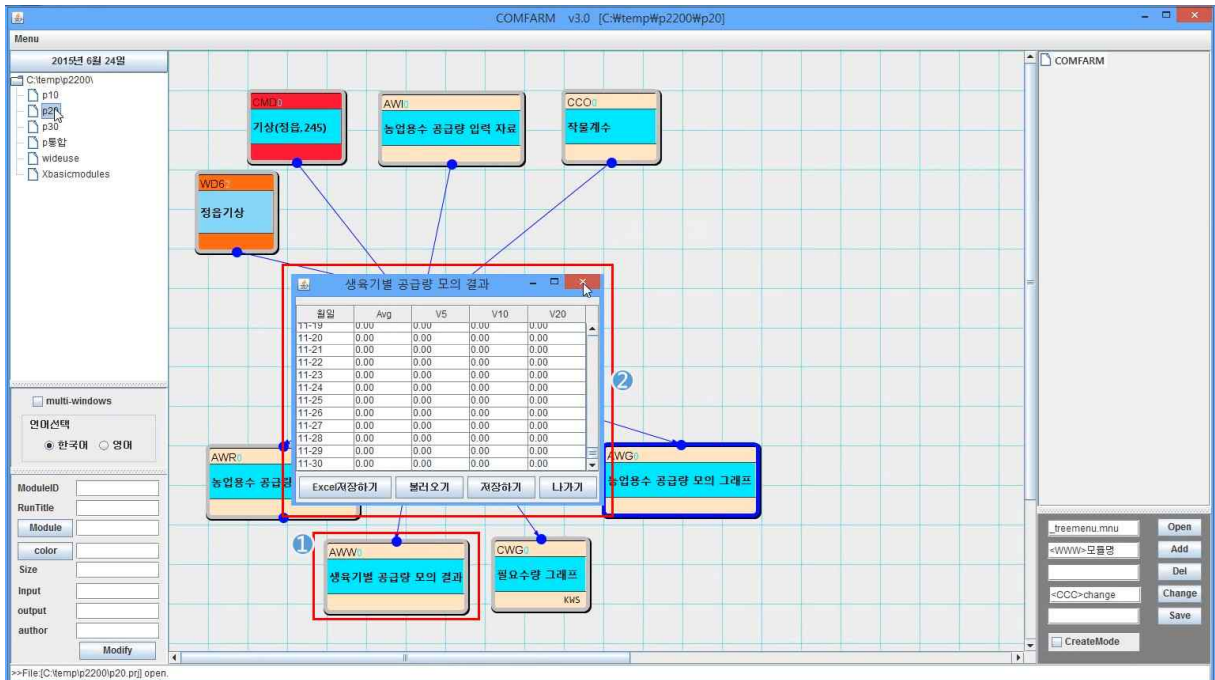 COMFARM v3.0 [C:￦temp￦p2200￦p20]
Menu
2015년 6월 24일
C:\temp\p2200\
p10
p20
p30
p통합
wideuse
Xbasicmodules
multi-windows
언어선택
한국어 영어
ModuleID
RunTitle
Module
color
Size
Input
output
author
Modify
CMD0
기상(정읍,245)
AWI0
농업용수 공급량 입력 자료
CCO0
작물계수
WD6
정읍기상
생육기별 공급량 모의 결과
월일 Avg V5 V10 V20
11-19 0.00 0.00 0.00 0.00
11-20 0.00 0.00 0.00 0.00
11-21 0.00 0.00 0.00 0.00
11-22 0.00 0.00 0.00 0.00
11-23 0.00 0.00 0.00 0.00
11-24 0.00 0.00 0.00 0.00
11-25 0.00 0.00 0.00 0.00
11-26 0.00 0.00 0.00 0.00
11-27 0.00 0.00 0.00 0.00
11-28 0.00 0.00 0.00 0.00
11-29 0.00 0.00 0.00 0.00
11-30 0.00 0.00 0.00 0.00
Excel저장하기 불러오기 저장하기 나가기
2
AWR0
농업용수 공급량
AWG0
농업용수 공급량 모의 그래프
1
AWW0
생육기별 공급량 모의 결과
CWG0
필요수량 그래프
KWS
COMFARM
_treemenu.mnu Open
<WWW>모듈명 Add
Del
<CCC>change Change
Save
CreateMode
>>File:[C:\temp\p2200\p20.prj] open.